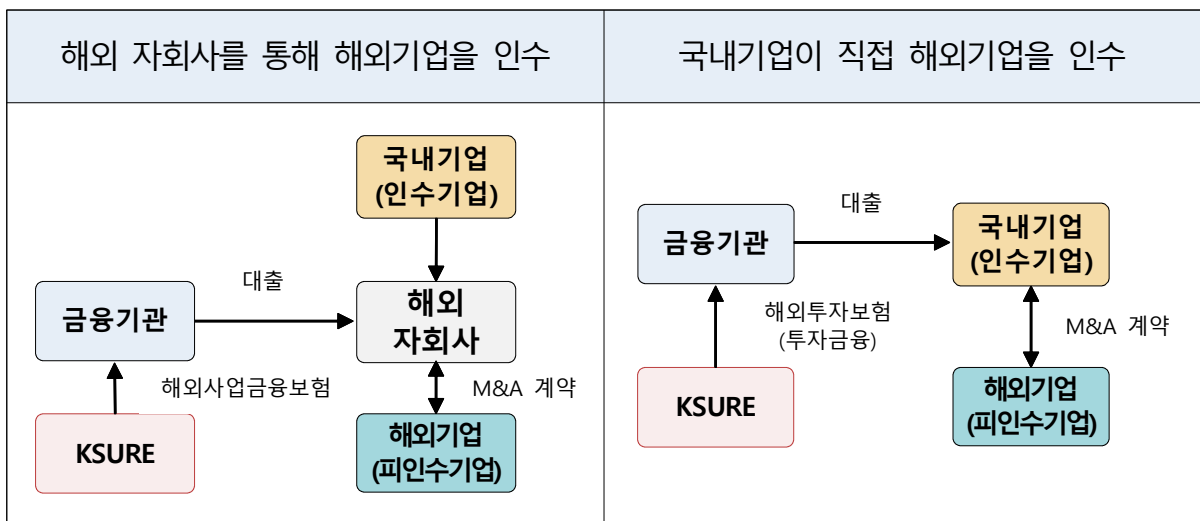 해외 자회사를 통해 해외기업을 인수
국내기업
(인수기업)
대출
금융기관
해외
자회사
해외사업금융보험
M&A 계약
KSURE
해외기업
(피인수기업)
국내기업이 직접 해외기업을 인수
대출
금융기관
국내기업
(인수기업)
해외투자보험
(투자금융)
M&A 계약
KSURE
해외기업
(피인수기업)